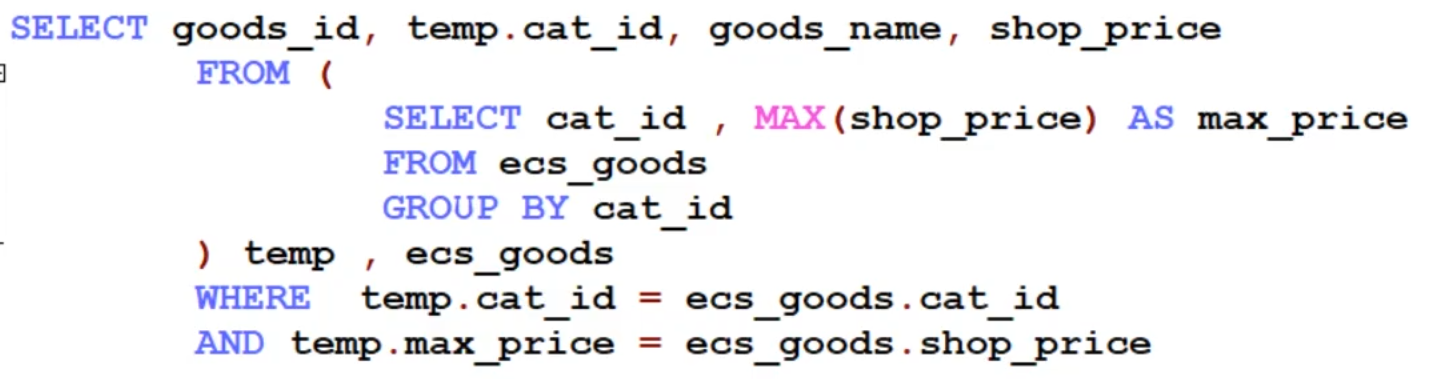 SELECT goods_id, temp.cat_id, goods_name, shop_price
FROM (
SELECT cat_id , MAX(shop_price) AS max_price
FROM ecs_goods
GROUP BY cat_id
) temp , ecs_goods
WHERE temp.cat_id = ecs_goods.cat_id
AND temp.max_price = ecs_goods.shop_price